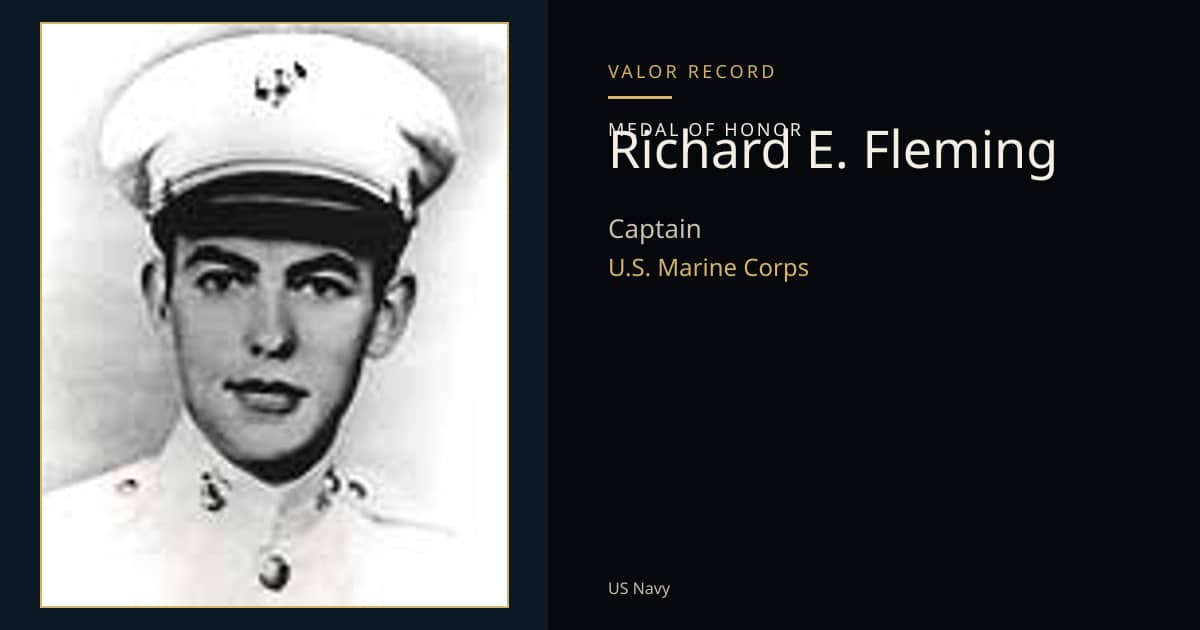 VALOR RECORD
MEDAL OF HONOR
Richard E. Fleming
Captain
U.S. Marine Corps
US Navy